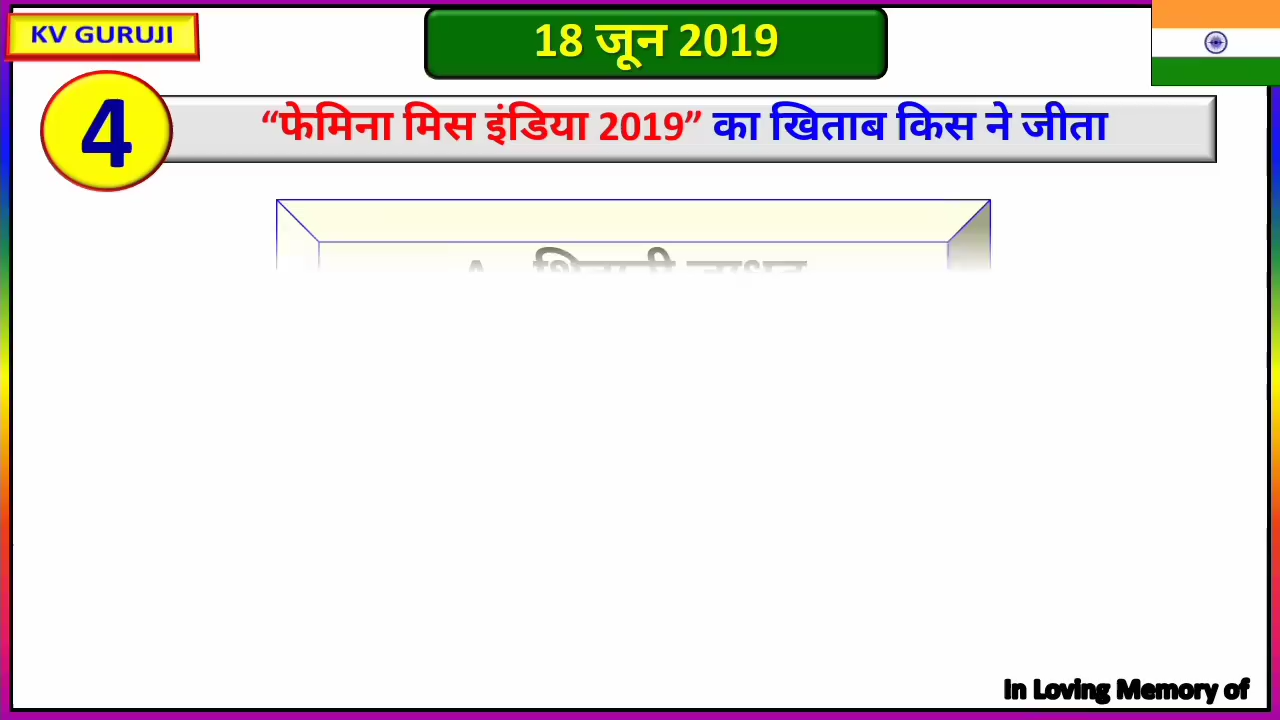 KV GURUJI
18 जून 2019
4
“फेमिना मिस इंडिया 2019” का खिताब किस ने जीता
In Loving Memory of